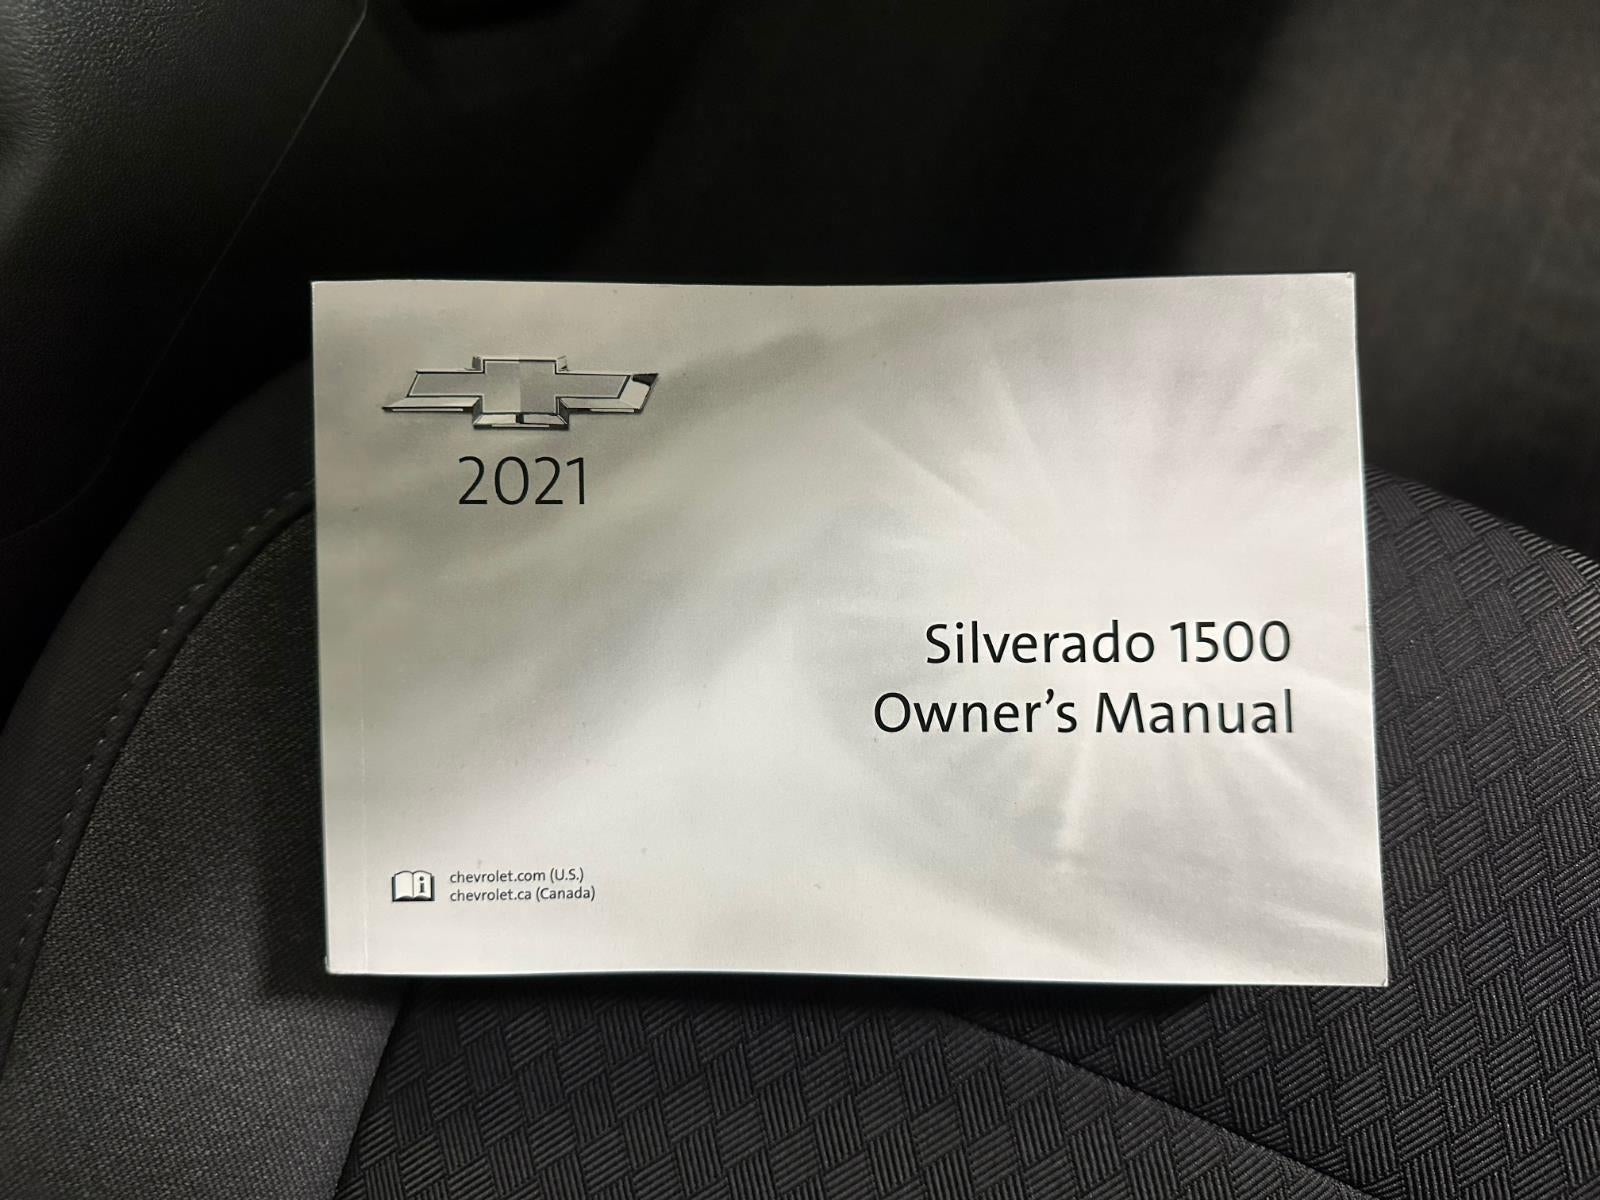 2021
Silverado 1500
Owner's Manual
chevrolet.com (U.S.)
chevrolet.ca (Canada)